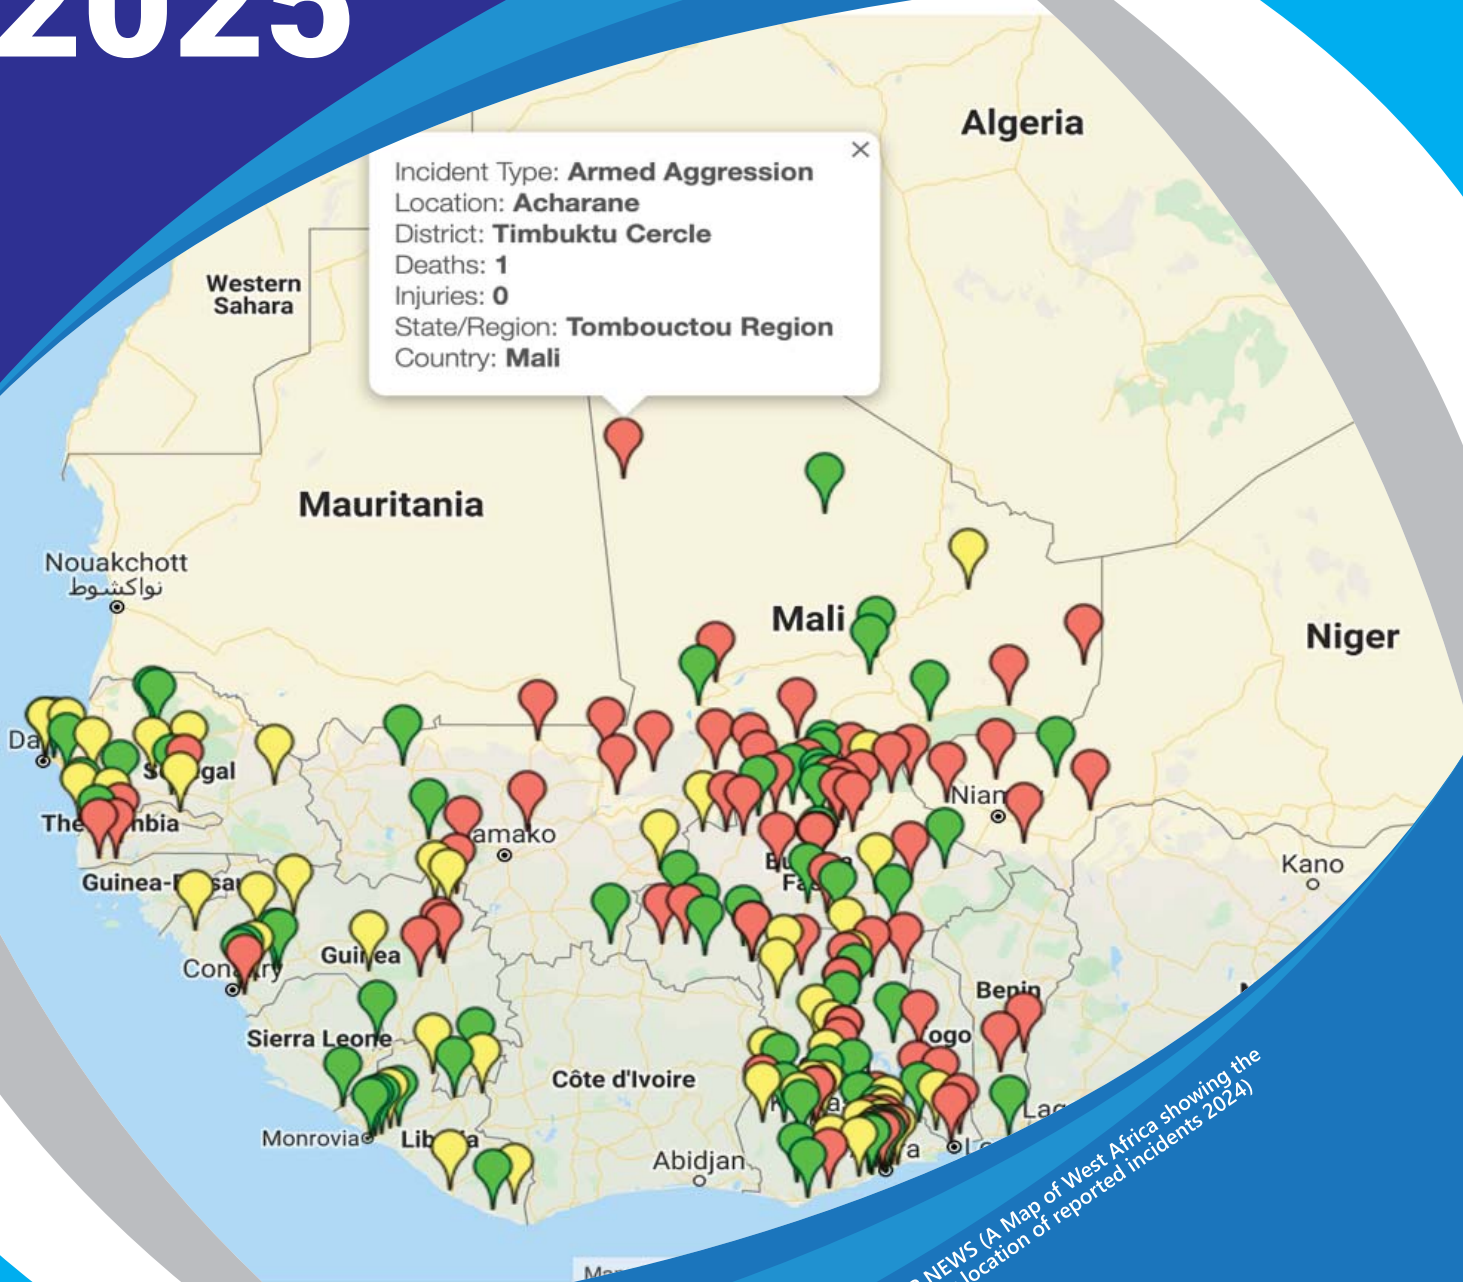 2025
Algeria
Incident Type: Armed Aggression
Location: Acharane
District: Timbuktu Cercle
Deaths: 1
Injuries: 0
State/Region: Tombouctou Region
Country: Mali
Western
Sahara
Mauritania
Nouakchott
نواكشوط
Mali
Niger
Kano
Guinea
Benin
Sierra Leone
Côte d'Ivoire
Monrovia
Abidjan
NEWS (A Map of West Africa showing the
location of reported incidents 2024)